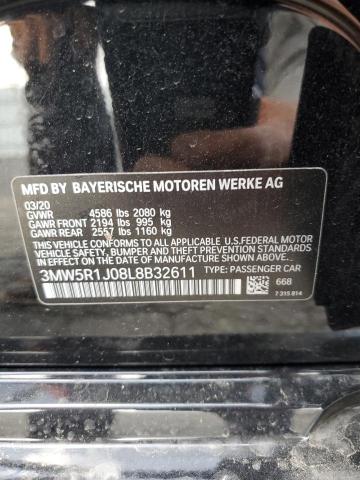 MFD BY BAYERISCHE MOTOREN WERKE AG
03/20
GVWR 4586 lbs 2080 kg
GAWR FRONT 2194 lbs 995 kg
GAWR REAR 2557 lbs 1160 kg
THIS VEHICLE CONFORMS TO ALL APPLICABLE U.S.FEDERAL MOTOR
VEHICLE SAFETY, BUMPER AND THEFT PREVENTION STANDARDS IN
EFFECT ON THE DATE OF MANUFACTURE SHOWN ABOVE.
3MW5R1J08L8B32611 TYPE: PASSENGER CAR
668
7 315 814